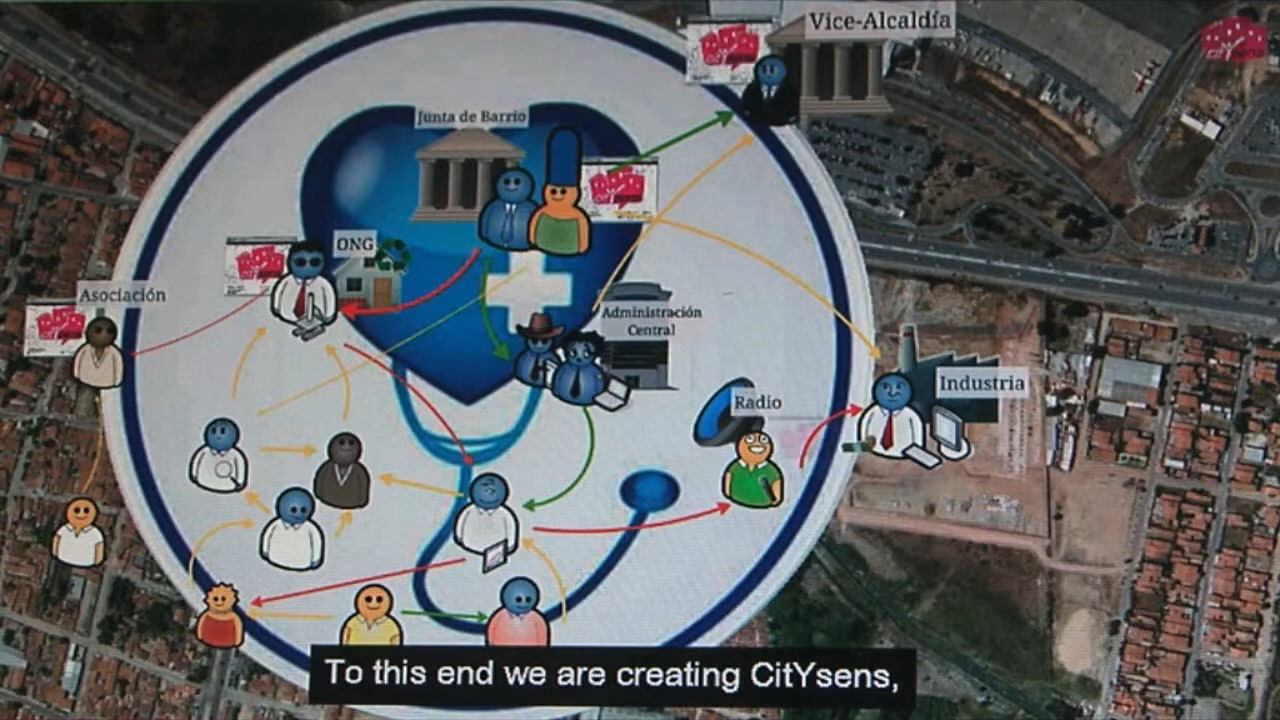 Vice-Alcaldía
Junta de Barrio
ONG
Asociación
Administración
Central
Industria
Radio
To this end we are creating CitYsens,